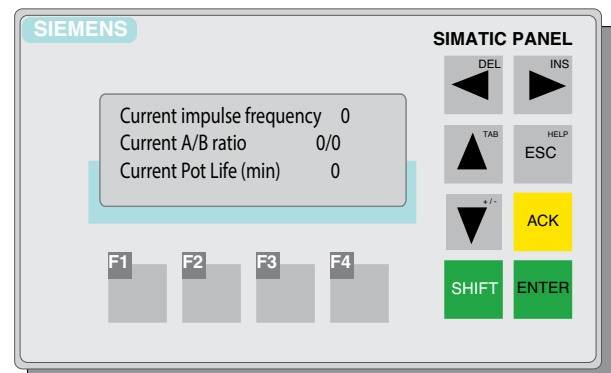 SIEMENS
SIMATIC PANEL
Current impulse frequency 0
Current A/B ratio 0/0
Current Pot Life (min) 0
DEL
INS
TAB
HELP
ESC
+ / -
ACK
F1
F2
F3
F4
SHIFT
ENTER